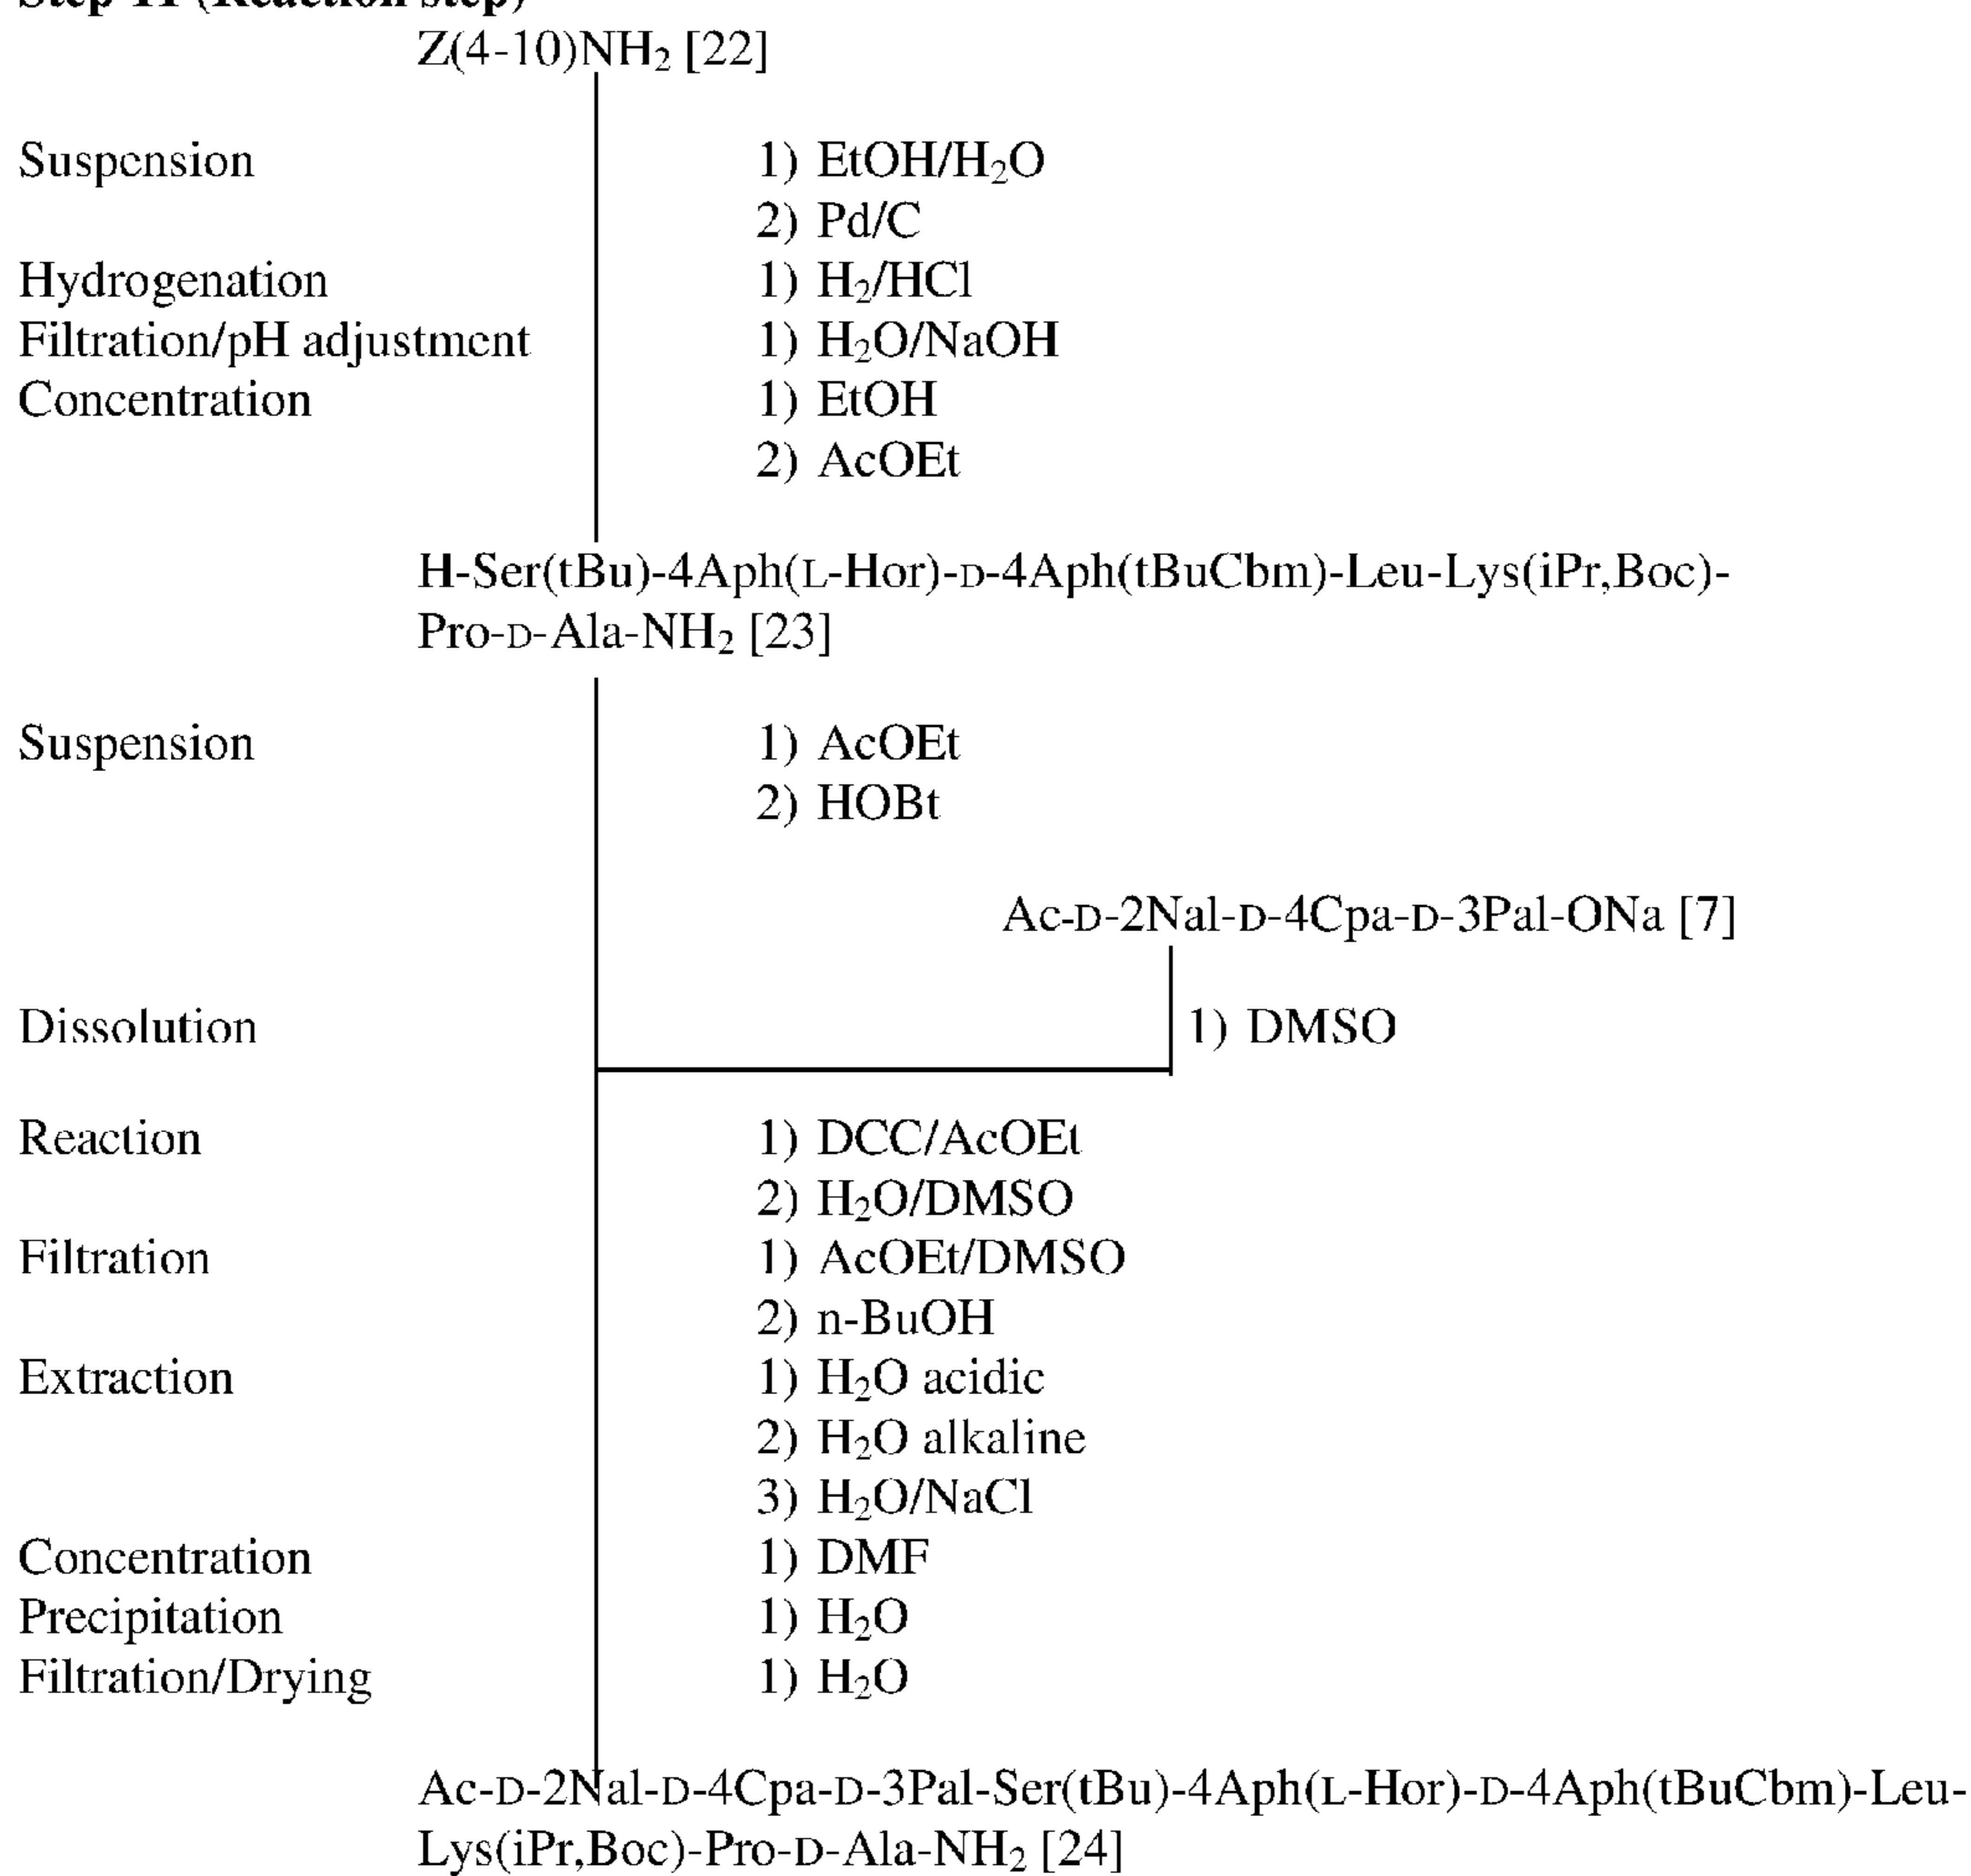 Step 11 (Reaction step)
Z(4-10)NH₂ [22]
Suspension 1) EtOH/H₂O
2) Pd/C
Hydrogenation 1) H₂/HCl
Filtration/pH adjustment 1) H₂O/NaOH
Concentration 1) EtOH
2) AcOEt
H-Ser(tBu)-4Aph(L-Hor)-D-4Aph(tBuCbm)-Leu-Lys(iPr,Boc)-
Pro-D-Ala-NH₂ [23]
Suspension 1) AcOEt
2) HOBt
Ac-D-2Nal-D-4Cpa-D-3Pal-ONa [7]
Dissolution 1) DMSO
Reaction 1) DCC/AcOEt
2) H₂O/DMSO
Filtration 1) AcOEt/DMSO
2) n-BuOH
Extraction 1) H₂O acidic
2) H₂O alkaline
3) H₂O/NaCl
Concentration 1) DMF
Precipitation 1) H₂O
Filtration/Drying 1) H₂O
Ac-D-2Nal-D-4Cpa-D-3Pal-Ser(tBu)-4Aph(L-Hor)-D-4Aph(tBuCbm)-Leu-
Lys(iPr,Boc)-Pro-D-Ala-NH₂ [24]